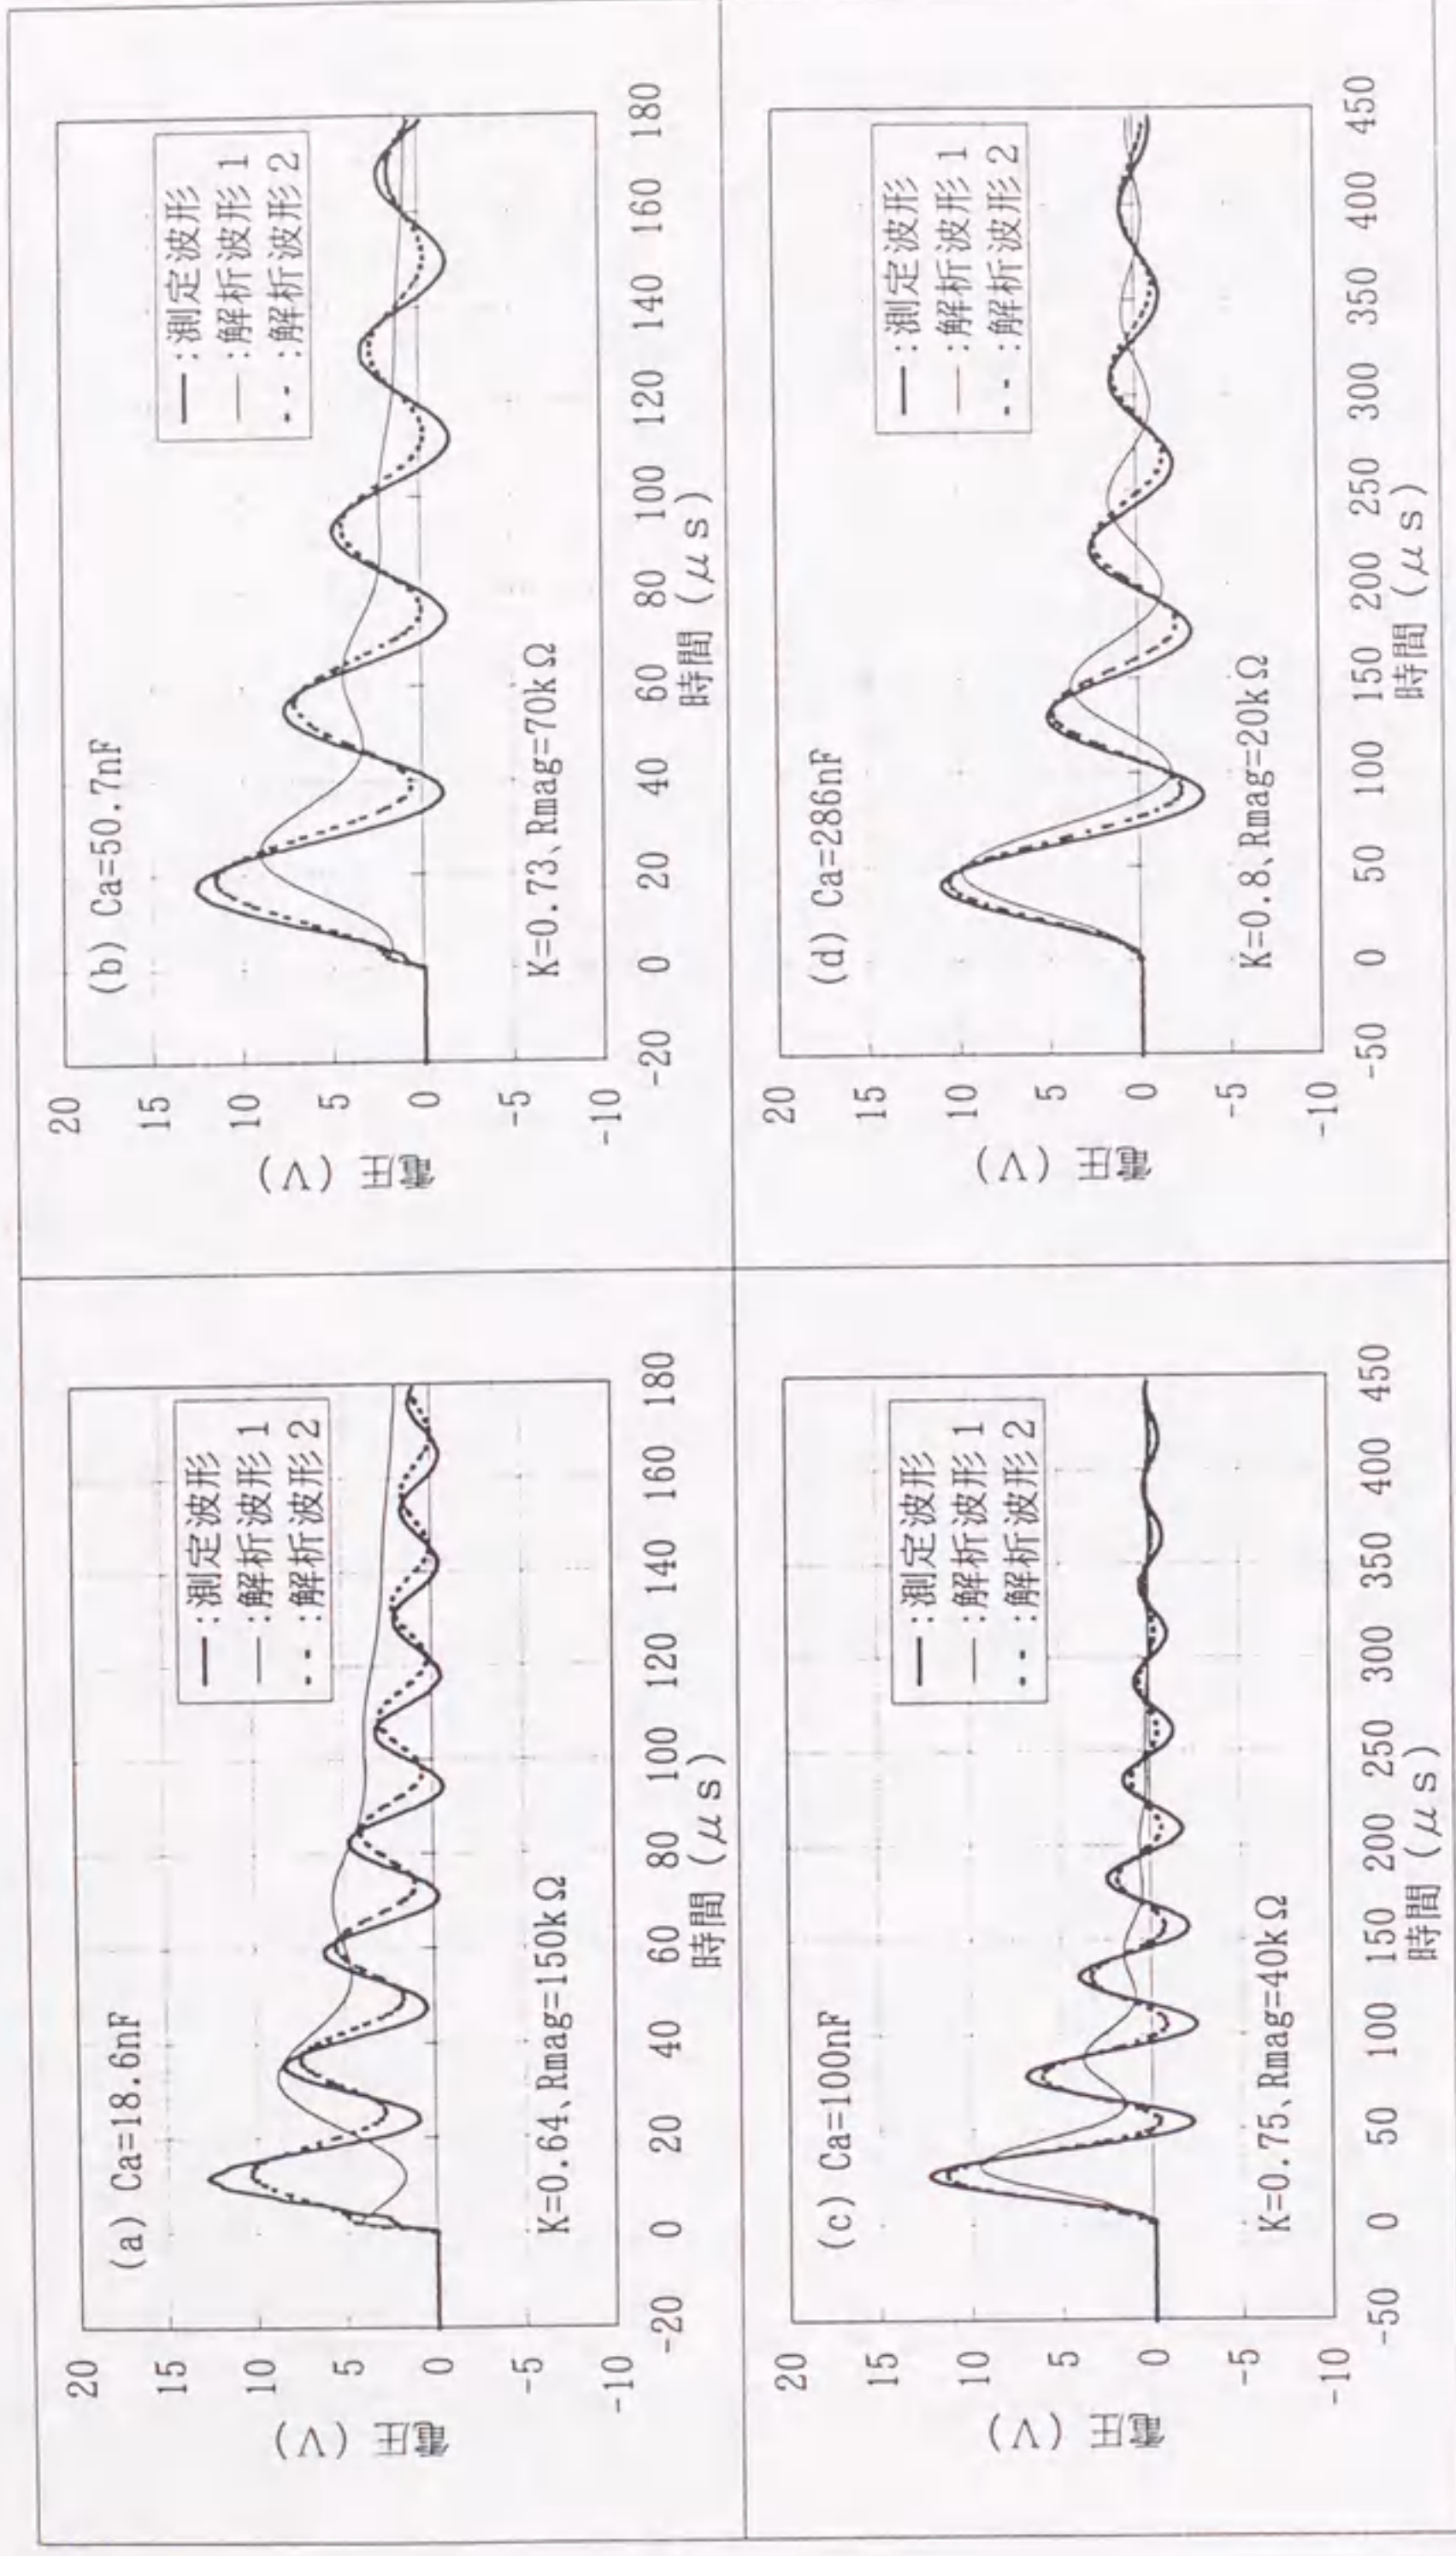 (a) Ca=18.6nF
:測定波形
:解析波形1
:解析波形2
K=0.64、Rmag=150kΩ
20
15
10
5
0
-5
-10
電圧 (V)
-20 0 20 40 60 80 100 120 140 160 180
時間 (μs)
(b) Ca=50.7nF
:測定波形
:解析波形1
:解析波形2
K=0.73、Rmag=70kΩ
20
15
10
5
0
-5
-10
電圧 (V)
-20 0 20 40 60 80 100 120 140 160 180
時間 (μs)
(c) Ca=100nF
:測定波形
:解析波形1
:解析波形2
K=0.75、Rmag=40kΩ
20
15
10
5
0
-5
-10
電圧 (V)
-50 0 50 100 150 200 250 300 350 400 450
時間 (μs)
(d) Ca=286nF
:測定波形
:解析波形1
:解析波形2
K=0.8、Rmag=20kΩ
20
15
10
5
0
-5
-10
電圧 (V)
-50 0 50 100 150 200 250 300 350 400 450
時間 (μs)